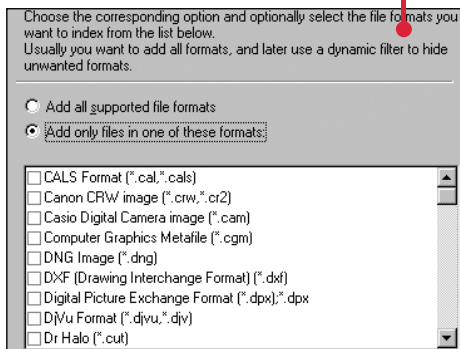 Choose the corresponding option and optionally select the file formats you
want to index from the list below.
Usually you want to add all formats, and later use a dynamic filter to hide
unwanted formats.
Add all supported file formats
Add only files in one of these formats:
CALS Format (*.cal,*.cals)
Canon CRW image (*.crw,*.cr2)
Casio Digital Camera image (*.cam)
Computer Graphics Metafile (*.cgm)
DNG Image (*.dng)
DXF (Drawing Interchange Format) (*.dxf)
Digital Picture Exchange Format (*.dpx);*.dpx
DjVu Format (*.djvu,*.djv)
Dr Halo (*.cut)